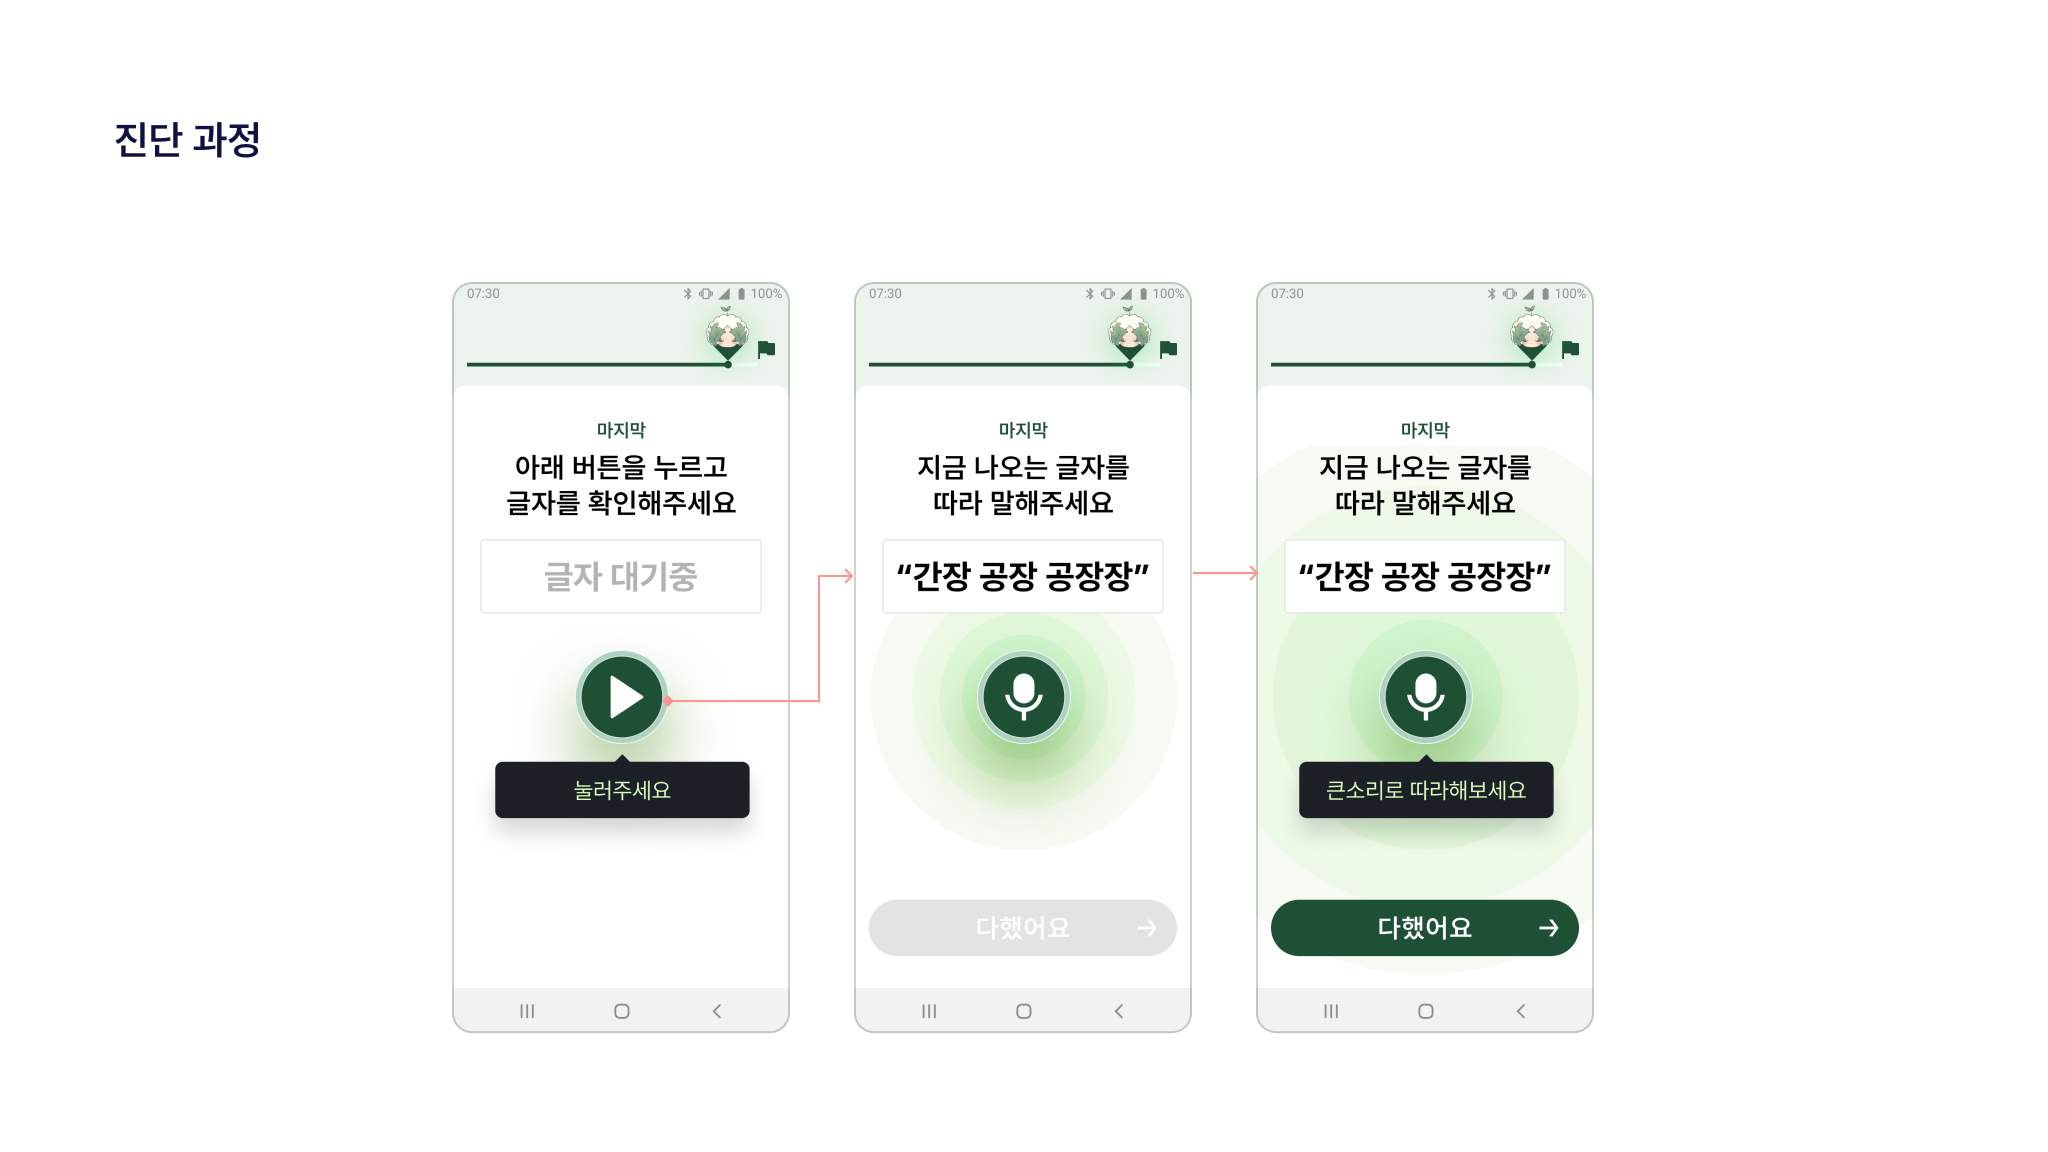 진단 과정
07:30 100%
마지막
아래 버튼을 누르고
글자를 확인해주세요
글자 대기중
눌러주세요
07:30 100%
마지막
지금 나오는 글자를
따라 말해주세요
“간장 공장 공장장”
다했어요
07:30 100%
마지막
지금 나오는 글자를
따라 말해주세요
“간장 공장 공장장”
큰소리로 따라해보세요
다했어요